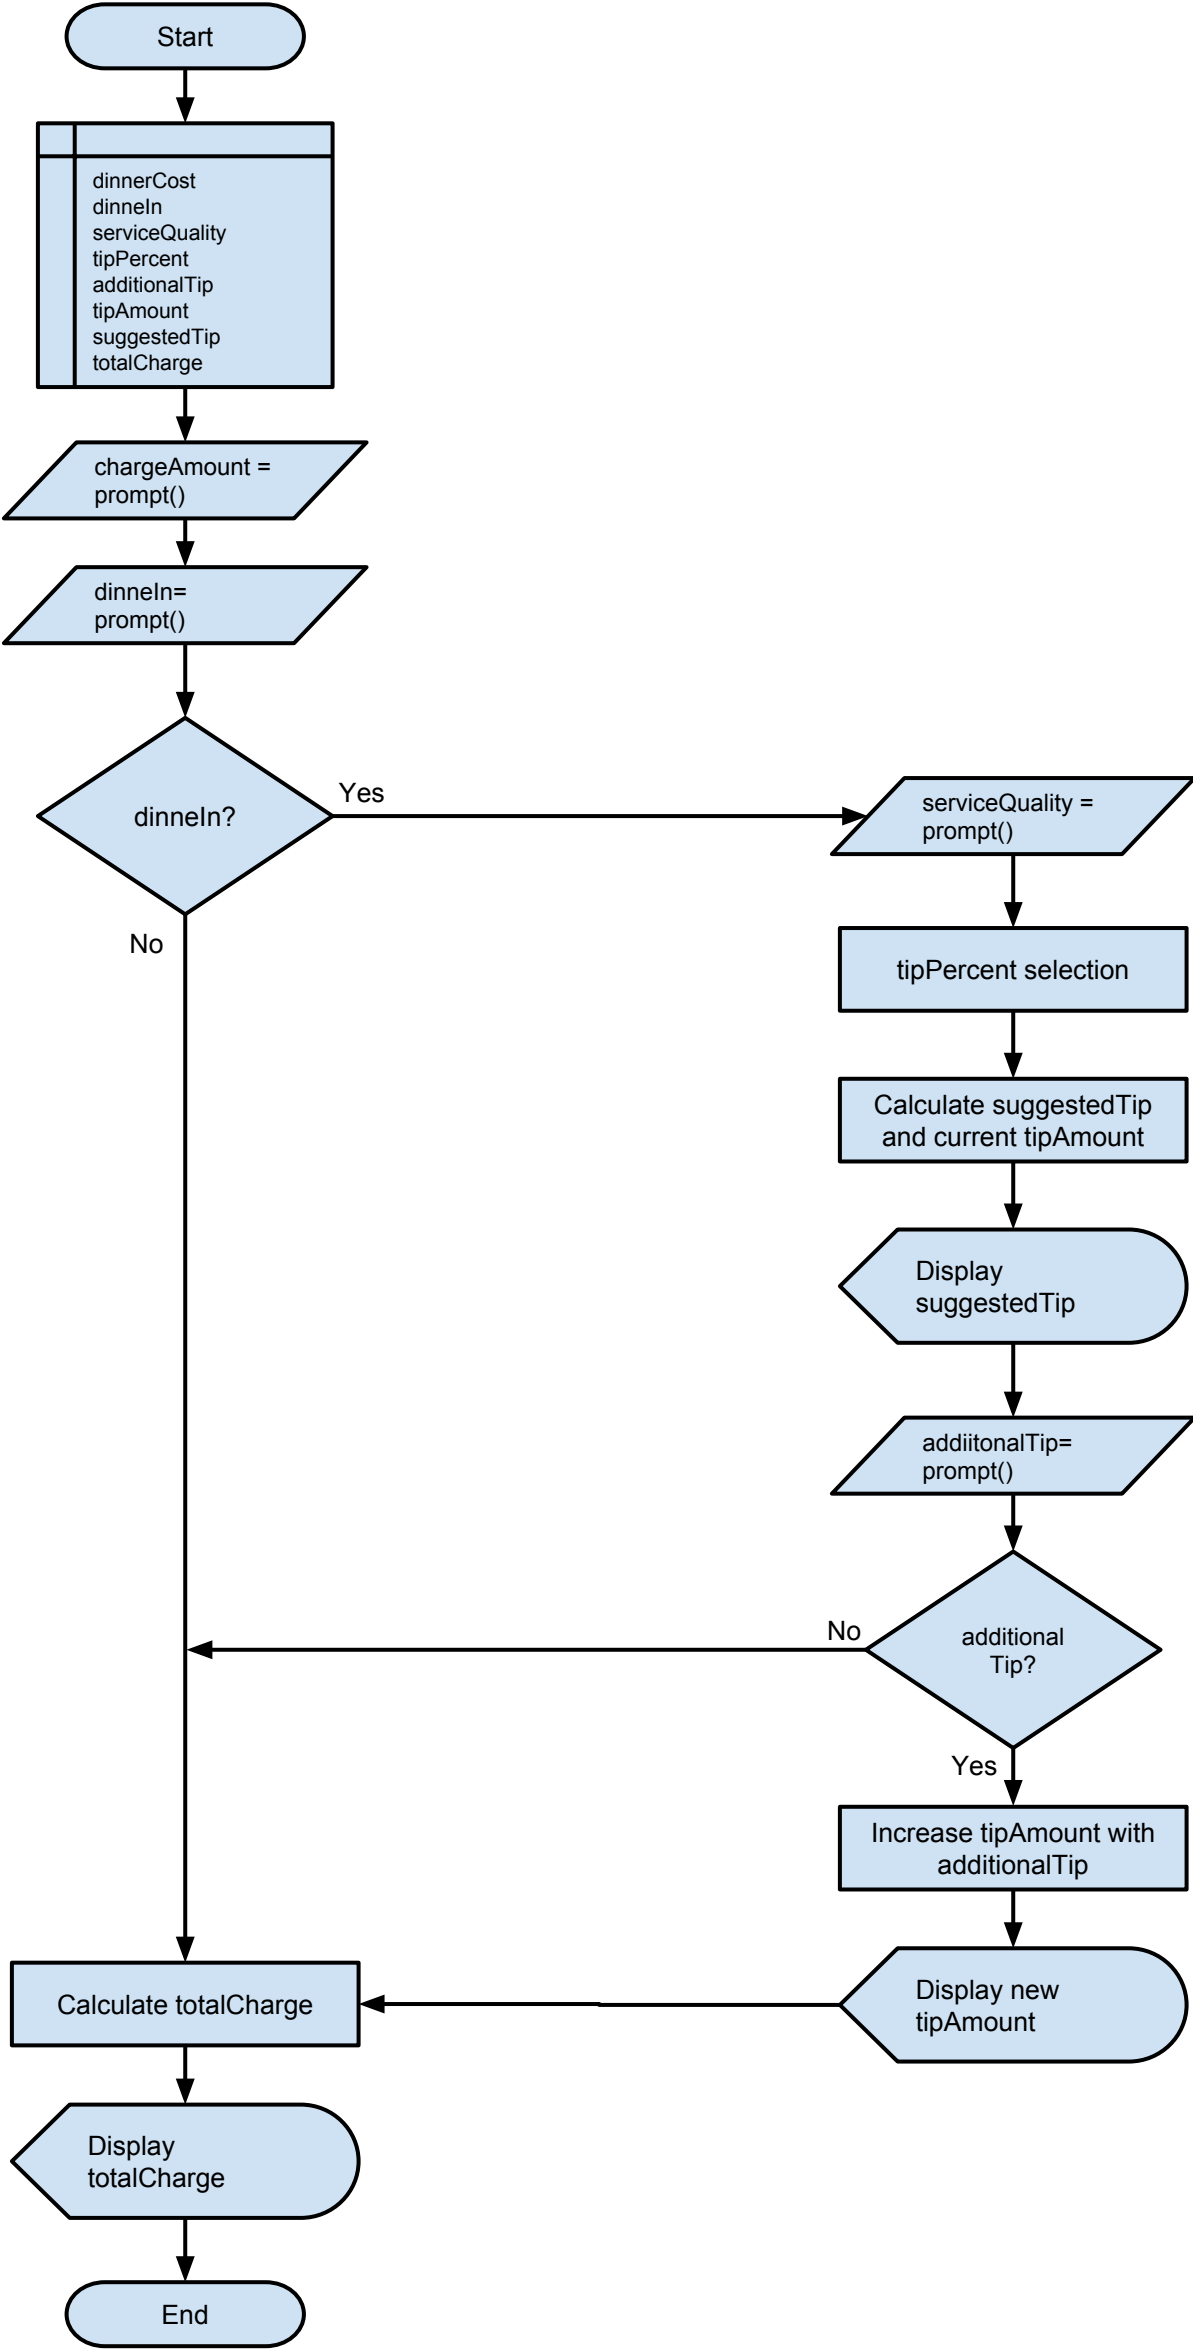 Start
dinnerCost
dinneIn
serviceQuality
tipPercent
additionalTip
tipAmount
suggestedTip
totalCharge
chargeAmount =
prompt()
dinneIn=
prompt()
dinneIn?
Yes
No
serviceQuality =
prompt()
tipPercent selection
Calculate suggestedTip
and current tipAmount
Display
suggestedTip
addiitonalTip=
prompt()
additional
Tip?
No
Yes
Increase tipAmount with
additionalTip
Display new
tipAmount
Calculate totalCharge
Display
totalCharge
End